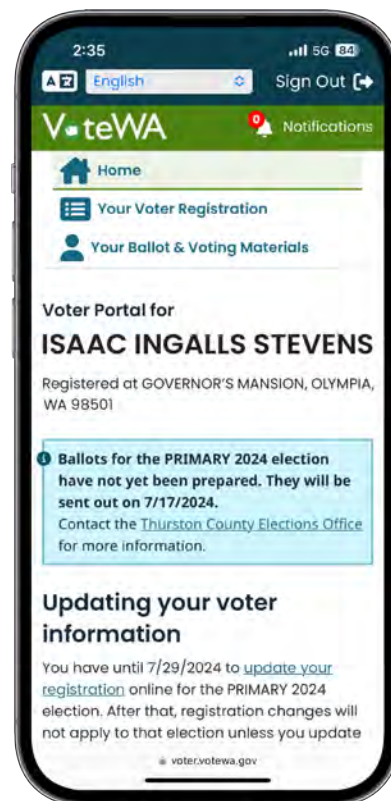 2:35 5G 84
A English Sign Out
VoteWA 0 Notifications
Home
Your Voter Registration
Your Ballot & Voting Materials
Voter Portal for
ISAAC INGALLS STEVENS
Registered at GOVERNOR'S MANSION, OLYMPIA,
WA 98501
Ballots for the PRIMARY 2024 election
have not yet been prepared. They will be
sent out on 7/17/2024.
Contact the Thurston County Elections Office
for more information.
Updating your voter
information
You have until 7/29/2024 to update your
registration online for the PRIMARY 2024
election. After that, registration changes will
not apply to that election unless you update
voter.votewa.gov